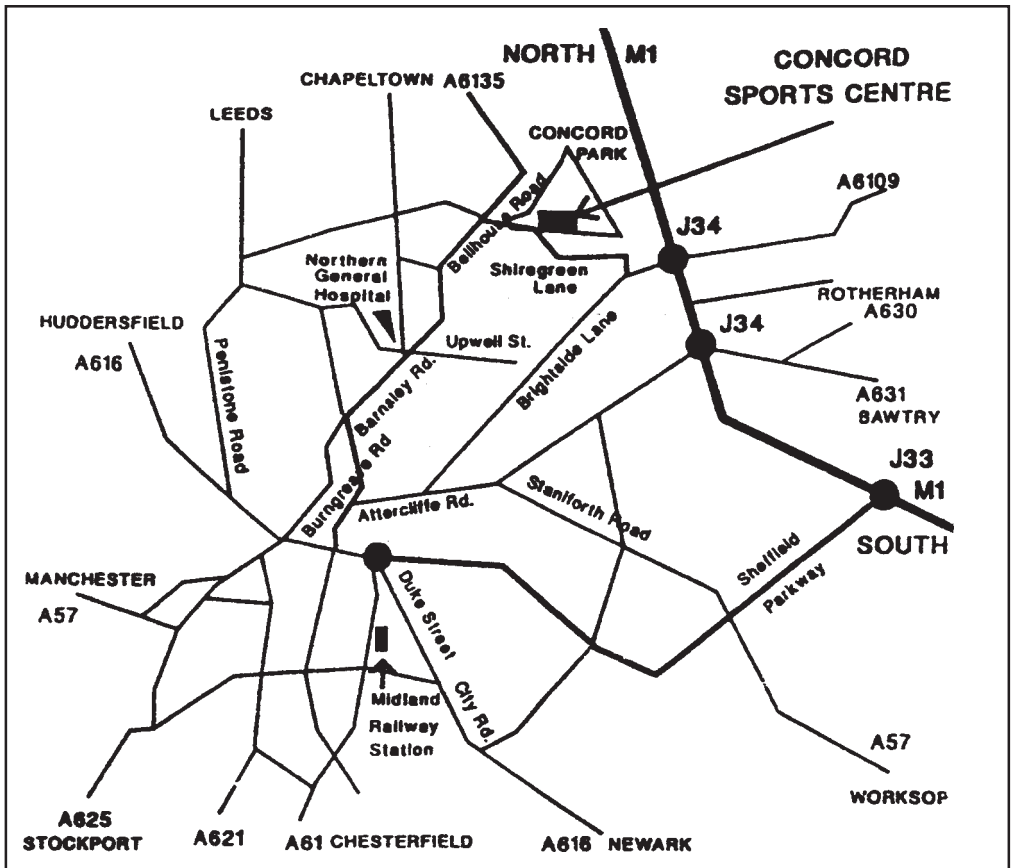 NORTH M1
CONCORD
SPORTS CENTRE
CHAPELTOWN A6135
LEEDS
CONCORD
PARK
A6109
Bellhouse Road
J34
Northern
General
Hospital
Shiregreen
Lane
ROTHERHAM
A630
HUDDERSFIELD
A616
J34
Upwell St.
Penistone Road
Barnsley Rd.
Brightside Lane
A631
BAWTRY
Burngreave Rd
J33
M1
SOUTH
Attercliffe Rd.
Staniforth Road
Sheffield
Parkway
MANCHESTER
A57
Duke Street
City Rd.
Midland
Railway
Station
A57
WORKSOP
A625
STOCKPORT
A621
A61 CHESTERFIELD
A616 NEWARK